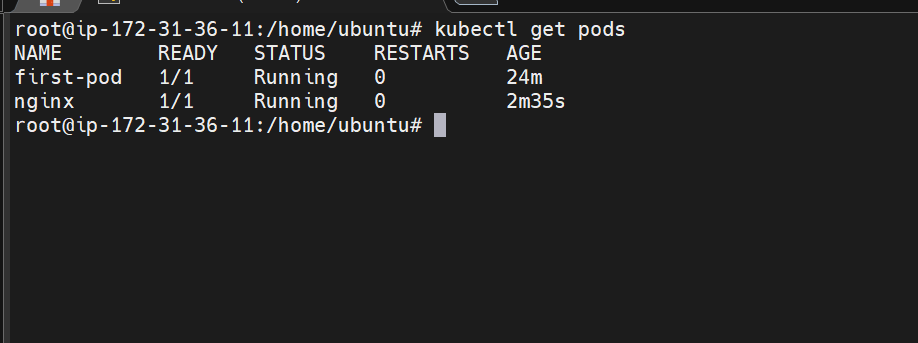 root@ip-172-31-36-11:/home/ubuntu# kubectl get pods
NAME        READY   STATUS    RESTARTS   AGE
first-pod   1/1     Running   0          24m
nginx       1/1     Running   0          2m35s
root@ip-172-31-36-11:/home/ubuntu#